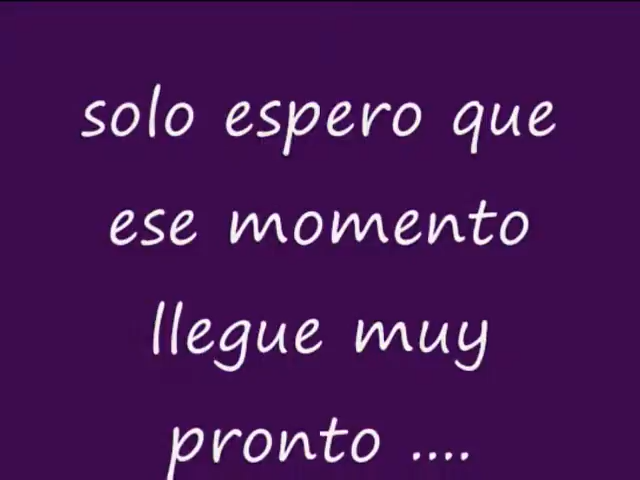 solo espero que
ese momento
llegue muy
pronto ....